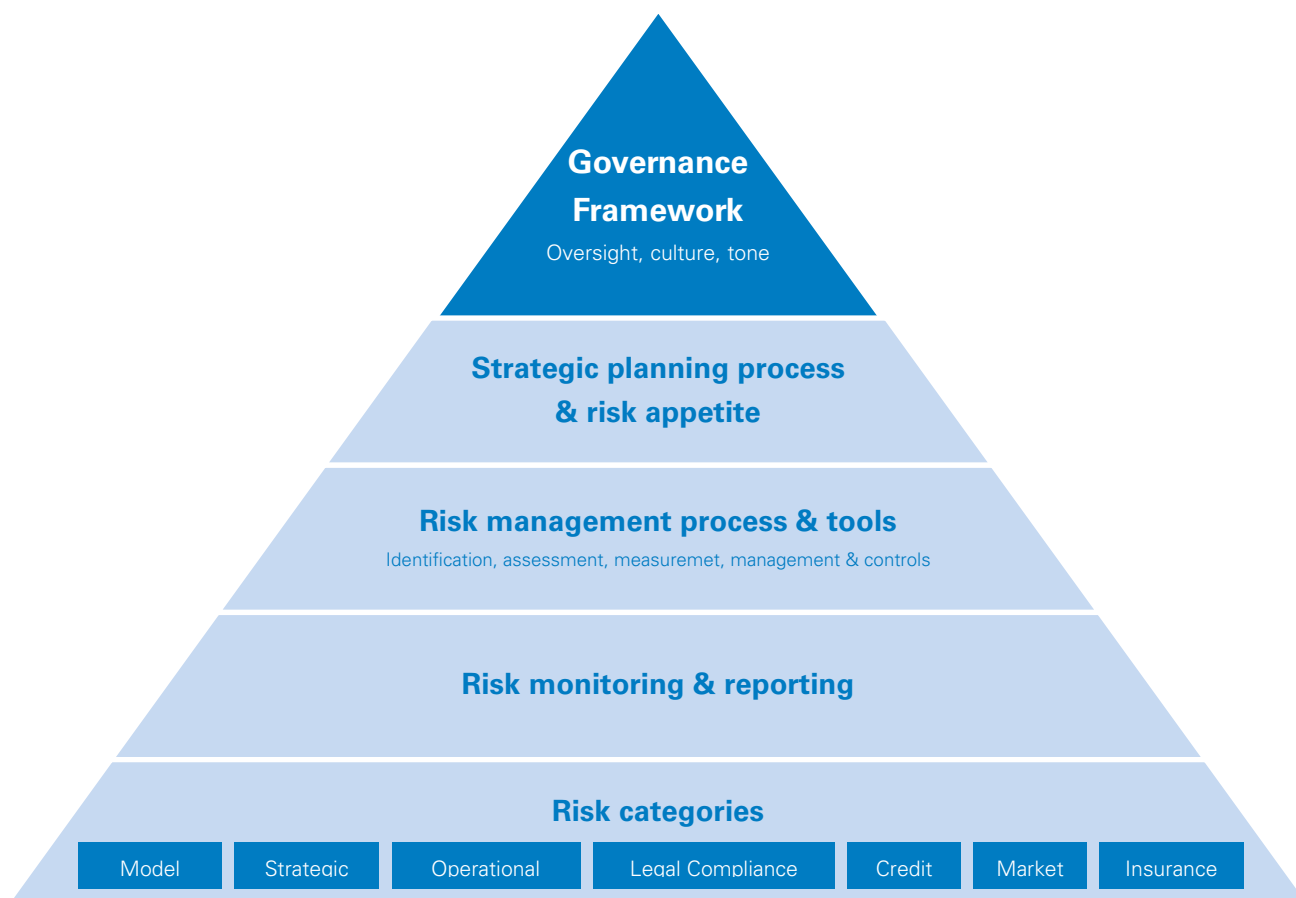 Governance
Framework
Oversight, culture, tone
Strategic planning process
& risk appetite
Risk management process & tools
Identification, assessment, measuremet, management & controls
Risk monitoring & reporting
Risk categories
Model
Strategic
Operational
Legal Compliance
Credit
Market
Insurance